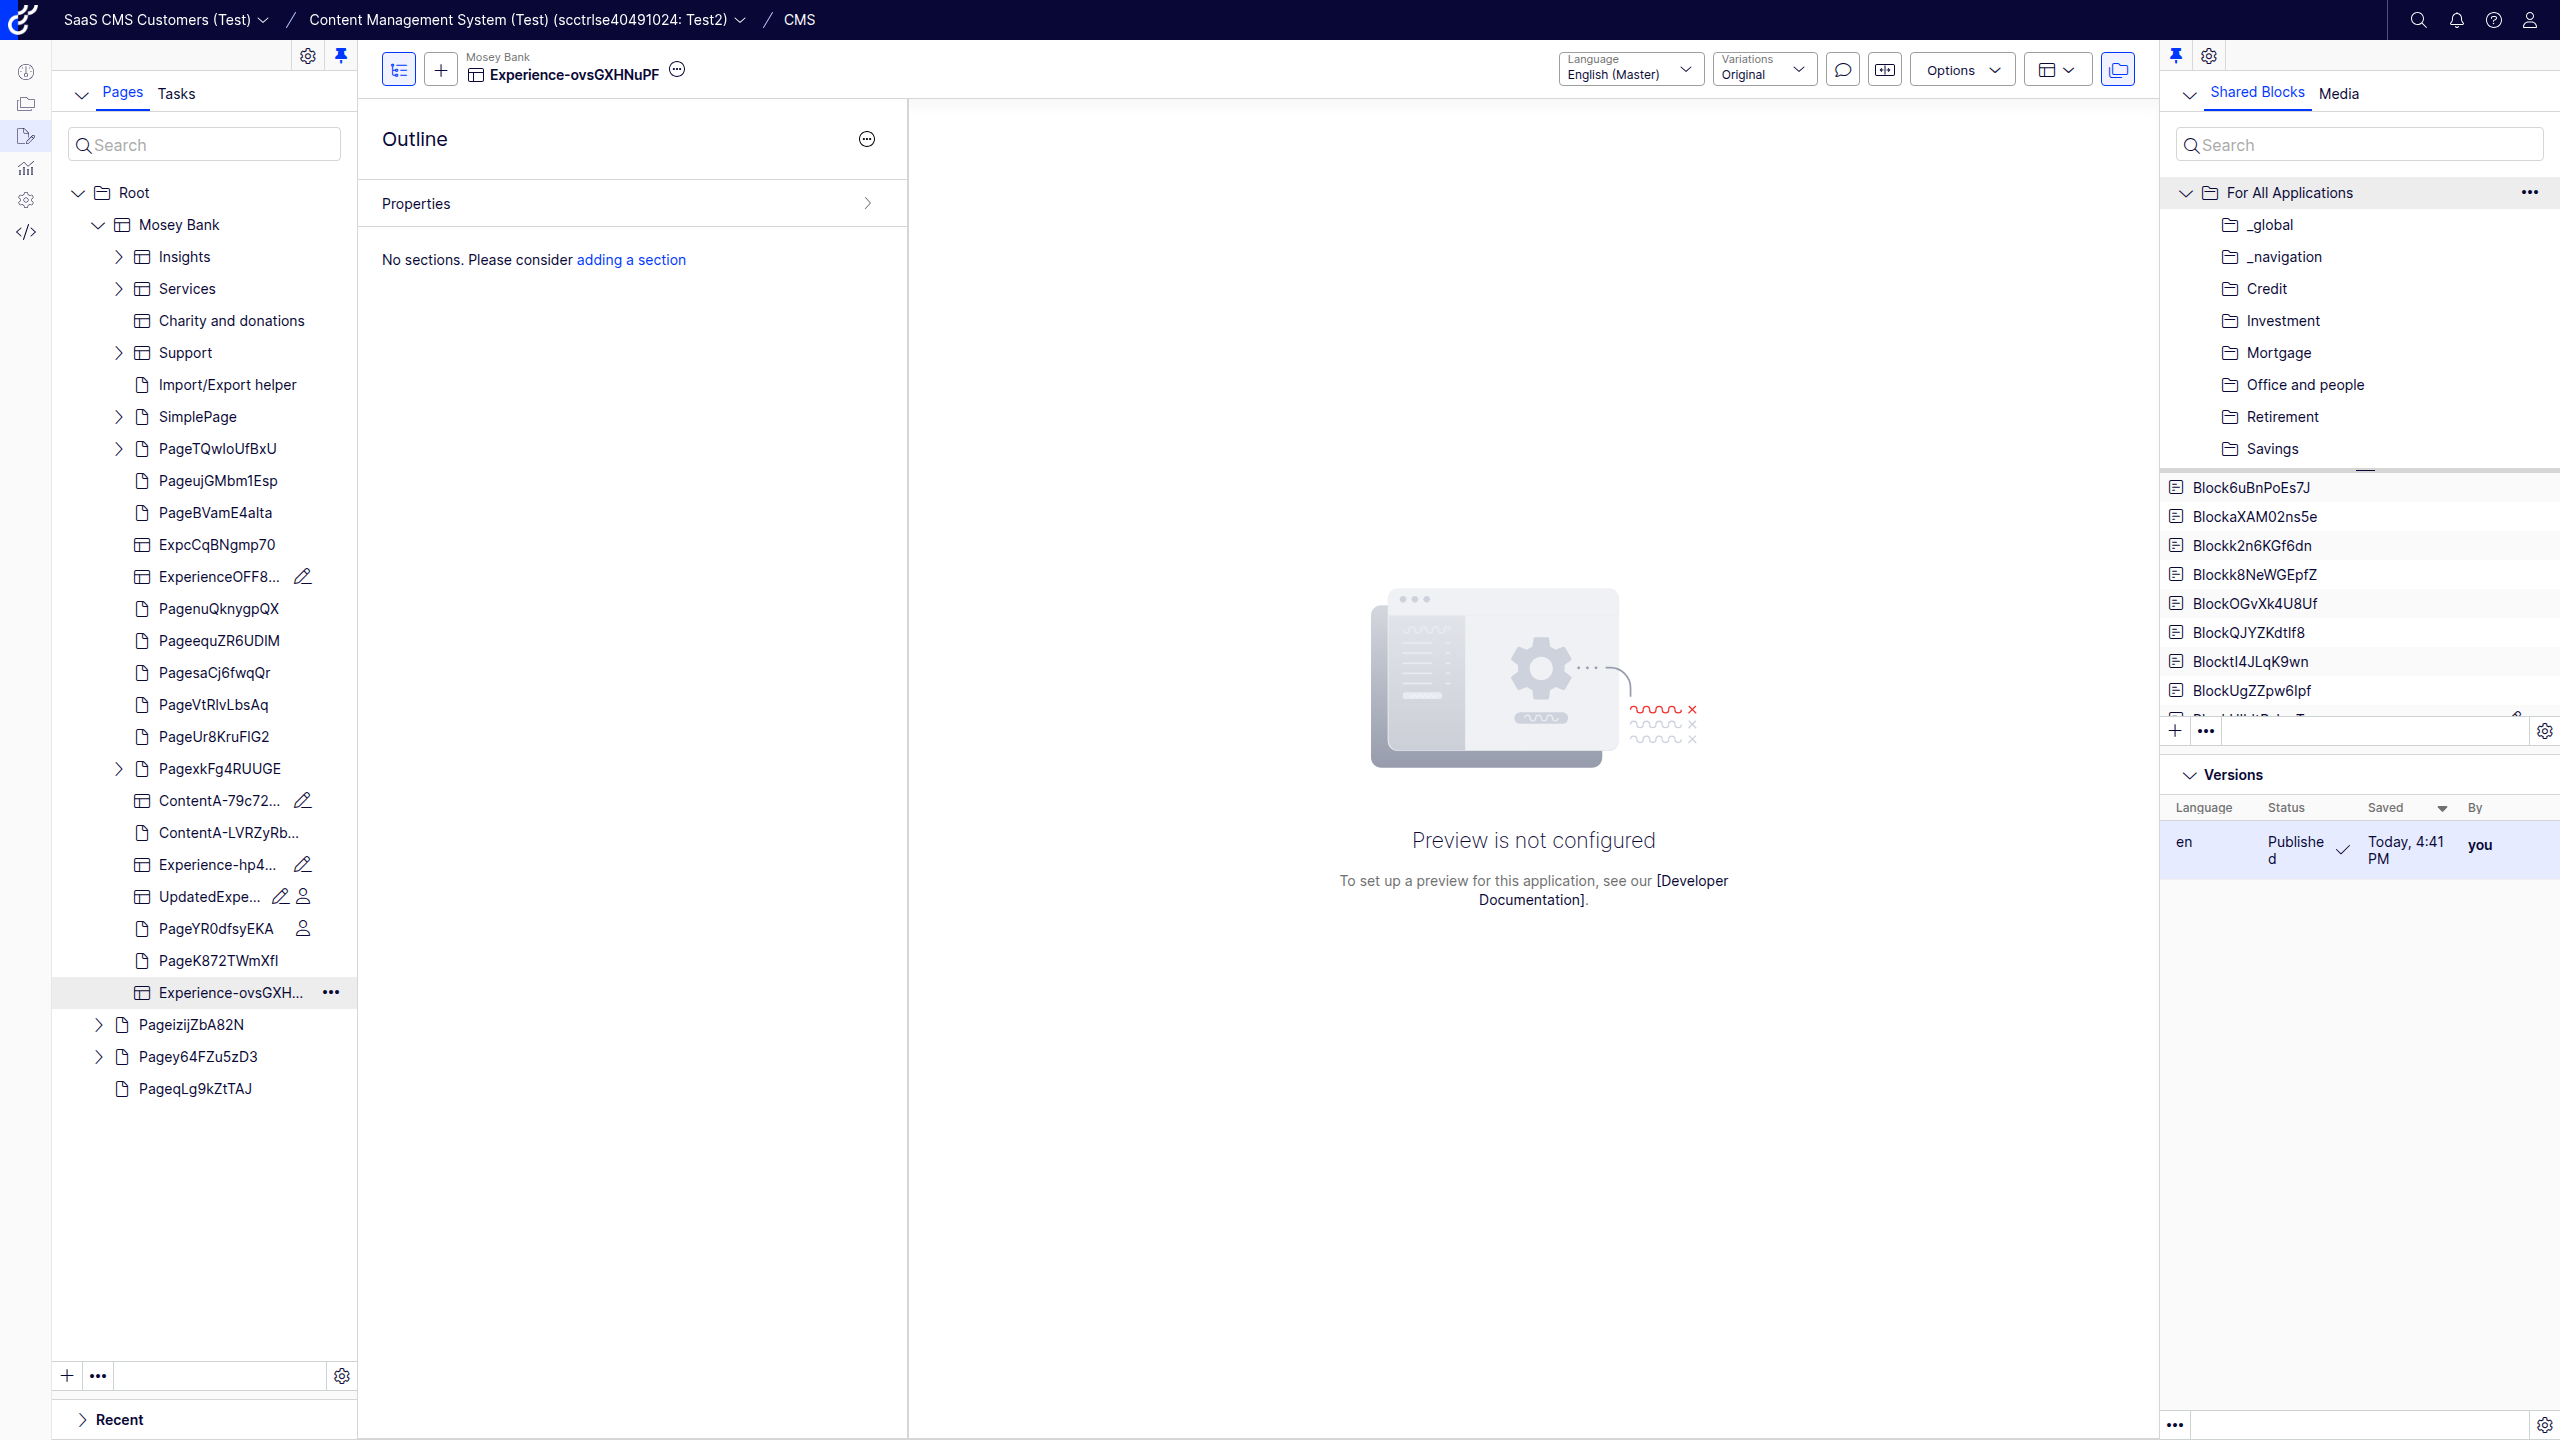 SaaS CMS Customers (Test)
Content Management System (Test) (scctrlse40491024: Test2)
CMS
Pages
Tasks
Search
Root
Mosey Bank
Insights
Services
Charity and donations
Support
Import/Export helper
SimplePage
PageTQwloUfBxU
PageujGMbm1Esp
PageBVamE4aIta
ExpcCqBNgmp70
ExperienceOFF8...
PagenuQknygpQX
PageequZR6UDlM
PagesaCj6fwqQr
PageVtRlvLbsAq
PageUr8KruFlG2
PagexkFg4RUUGE
ContentA-79c72...
ContentA-LVRZyRb...
Experience-hp4...
UpdatedExpe...
PageYR0dfsyEKA
PageK872TWmXfl
Experience-ovsGXH...
PageizijZbA82N
Pagey64FZu5zD3
PageqLg9kZtTAJ
Recent
Mosey Bank
Experience-ovsGXHNuPF
Language
English (Master)
Variations
Original
Options
Outline
Properties
No sections. Please consider adding a section
Preview is not configured
To set up a preview for this application, see our [Developer
Documentation].
Shared Blocks
Media
Search
For All Applications
_global
_navigation
Credit
Investment
Mortgage
Office and people
Retirement
Savings
Block6uBnPoEs7J
BlockaXAM02ns5e
Blockk2n6KGf6dn
Blockk8NeWGEpfZ
BlockOGvXk4U8Uf
BlockQJYZKdtlf8
Blocktl4JLqK9wn
BlockUgZZpw6lpf
Versions
Language
Status
Saved
By
en
Publishe
d
Today, 4:41
PM
you